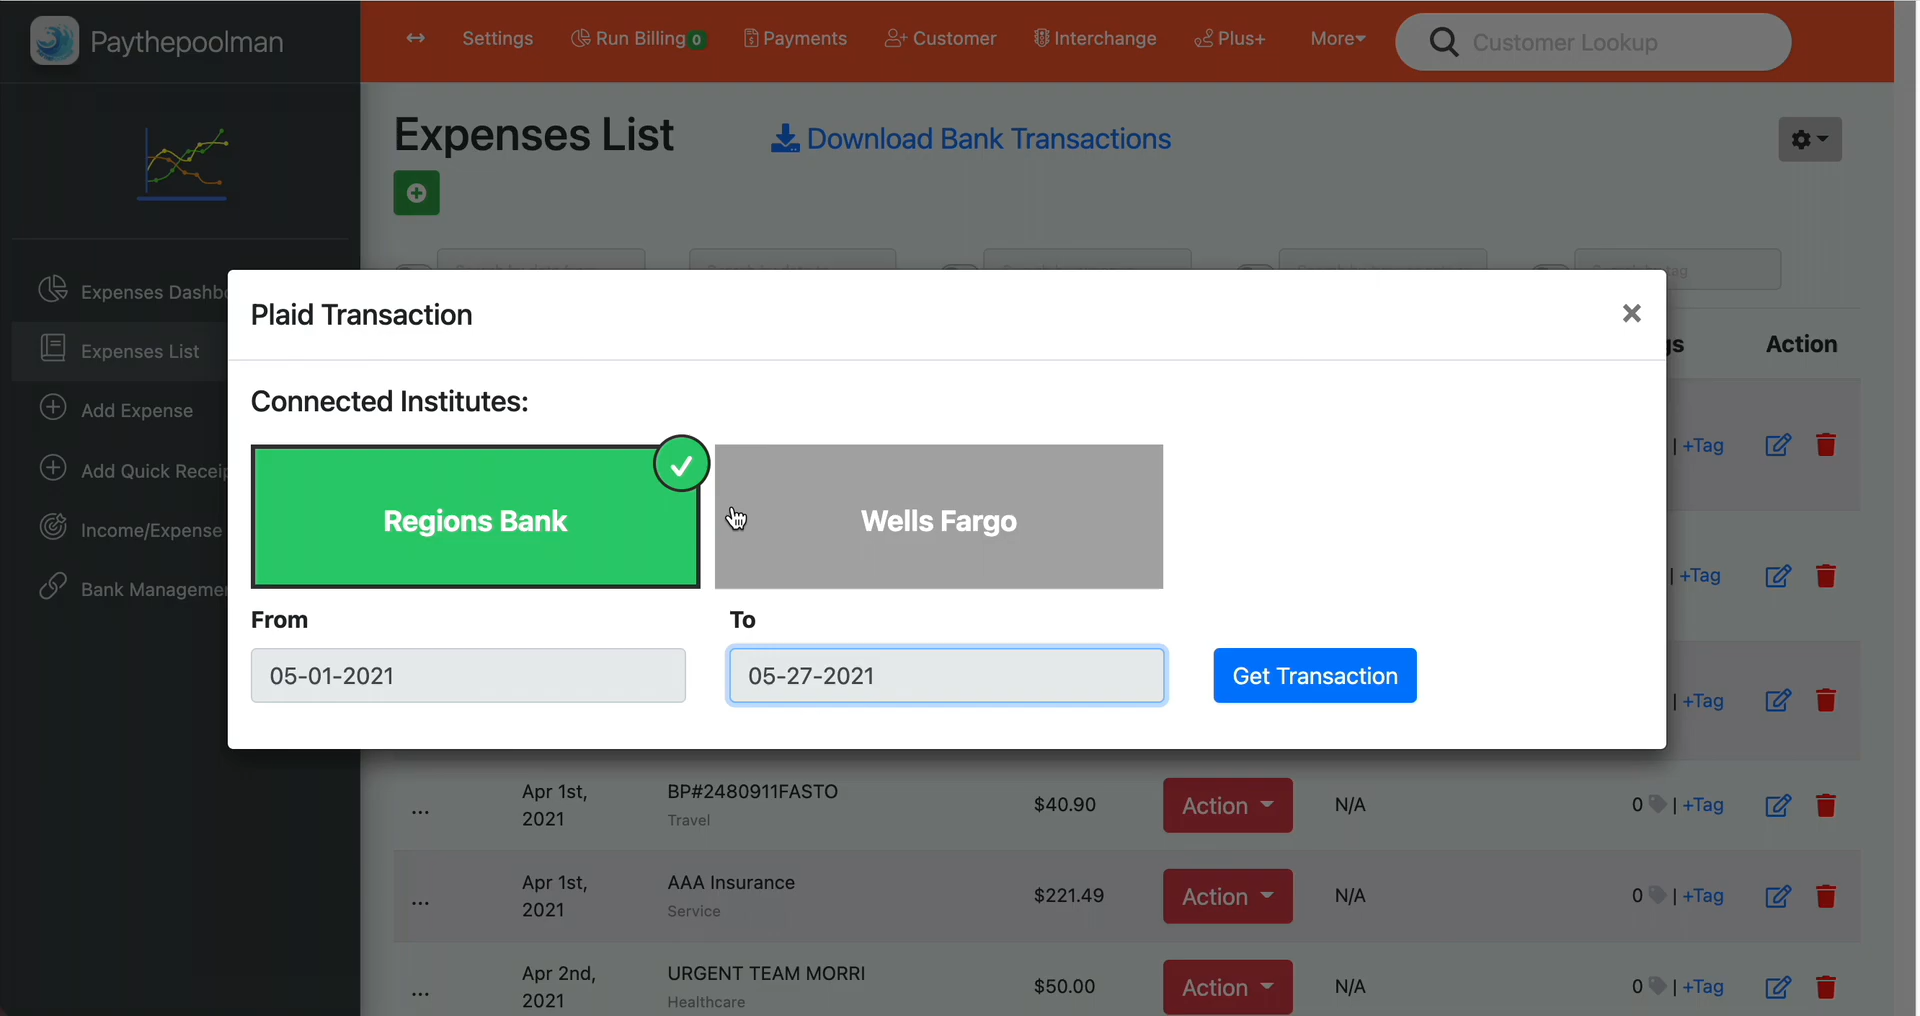 Paythepoolman
Settings
Run Billing 0
Payments
Customer
Interchange
Plus+
More
Customer Lookup
Expenses List
Download Bank Transactions
Expenses Dashbo
Expenses List
Add Expense
Add Quick Receip
Income/Expense
Bank Managemer
Plaid Transaction
×
Connected Institutes:
Regions Bank
Wells Fargo
From
To
05-01-2021
05-27-2021
Get Transaction
gs
Action
| +Tag
| +Tag
| +Tag
...
Apr 1st,
2021
BP#2480911FASTO
Travel
$40.90
Action
N/A
0 | +Tag
...
Apr 1st,
2021
AAA Insurance
Service
$221.49
Action
N/A
0 | +Tag
...
Apr 2nd,
2021
URGENT TEAM MORRI
Healthcare
$50.00
Action
N/A
0 | +Tag